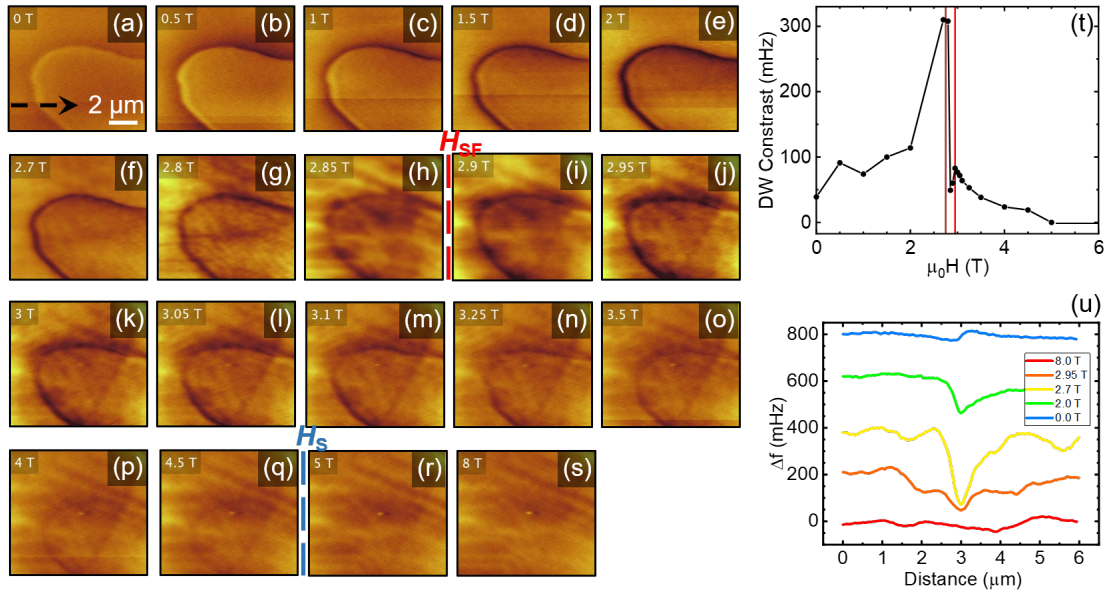 0 T (a)
2 μm
0.5 T (b)
1 T (c)
1.5 T (d)
2 T (e)
2.7 T (f)
2.8 T (g)
2.85 T (h)
H_SF
2.9 T (i)
2.95 T (j)
3 T (k)
3.05 T (l)
3.1 T (m)
3.25 T (n)
3.5 T (o)
4 T (p)
4.5 T (q)
H_S
5 T (r)
8 T (s)
(t)
DW Constrast (mHz)
300
200
100
0
0 2 4 6
μ₀H (T)
(u)
Δf (mHz)
800
600
400
200
0
8.0 T
2.95 T
2.7 T
2.0 T
0.0 T
0 1 2 3 4 5 6
Distance (μm)